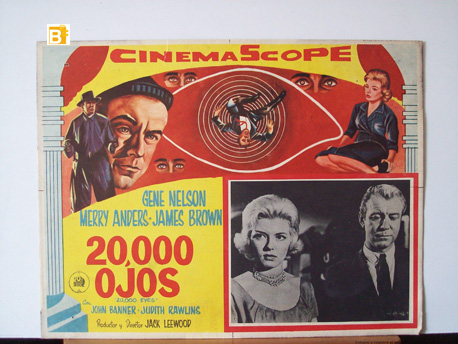 B
CINEMASCOPE
GENE NELSON
MERRY ANDERS-JAMES BROWN
20,000
OJOS
"20,000 EYES"
Con
JOHN BANNER-JUDITH RAWLING
Productor y Director JACK LEEWOOD